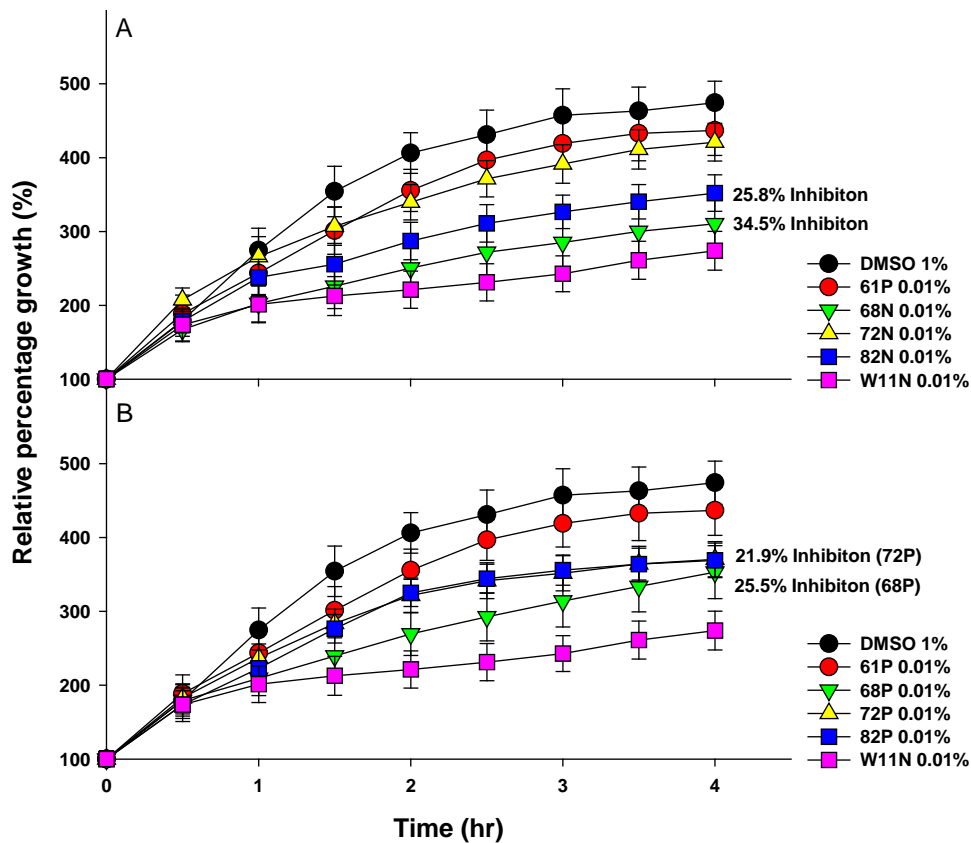 A
Relative percentage growth (%)
500
400
300
200
100
25.8% Inhibiton
34.5% Inhibiton
DMSO 1%
61P 0.01%
68N 0.01%
72N 0.01%
82N 0.01%
W11N 0.01%
B
500
400
300
200
100
21.9% Inhibiton (72P)
25.5% Inhibiton (68P)
DMSO 1%
61P 0.01%
68P 0.01%
72P 0.01%
82P 0.01%
W11N 0.01%
0 1 2 3 4
Time (hr)